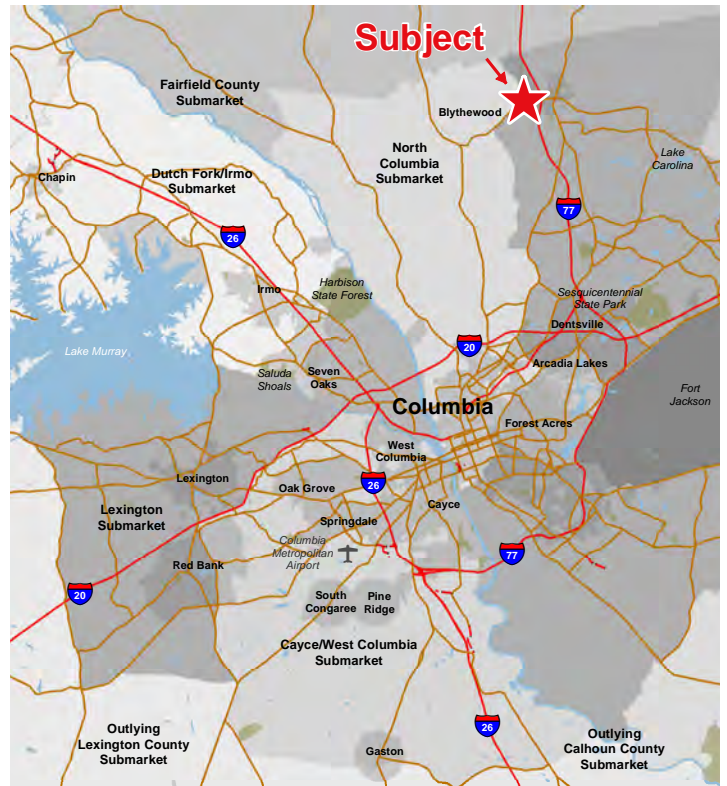 Subject
Fairfield County
Submarket
Blythewood
North
Columbia
Submarket
Lake
Carolina
Chapin
Dutch Fork/Irmo
Submarket
77
26
Irmo
Harbison
State Forest
Sesquicentennial
State Park
Dentsville
20
Lake Murray
Saluda
Shoals
Seven
Oaks
Arcadia Lakes
Fort
Jackson
Columbia
Forest Acres
West
Columbia
Lexington
Oak Grove
26
Cayce
Lexington
Submarket
Springdale
Columbia
Metropolitan
Airport
77
Red Bank
20
South
Congaree
Pine
Ridge
Cayce/West Columbia
Submarket
26
Outlying
Lexington County
Submarket
Gaston
Outlying
Calhoun County
Submarket